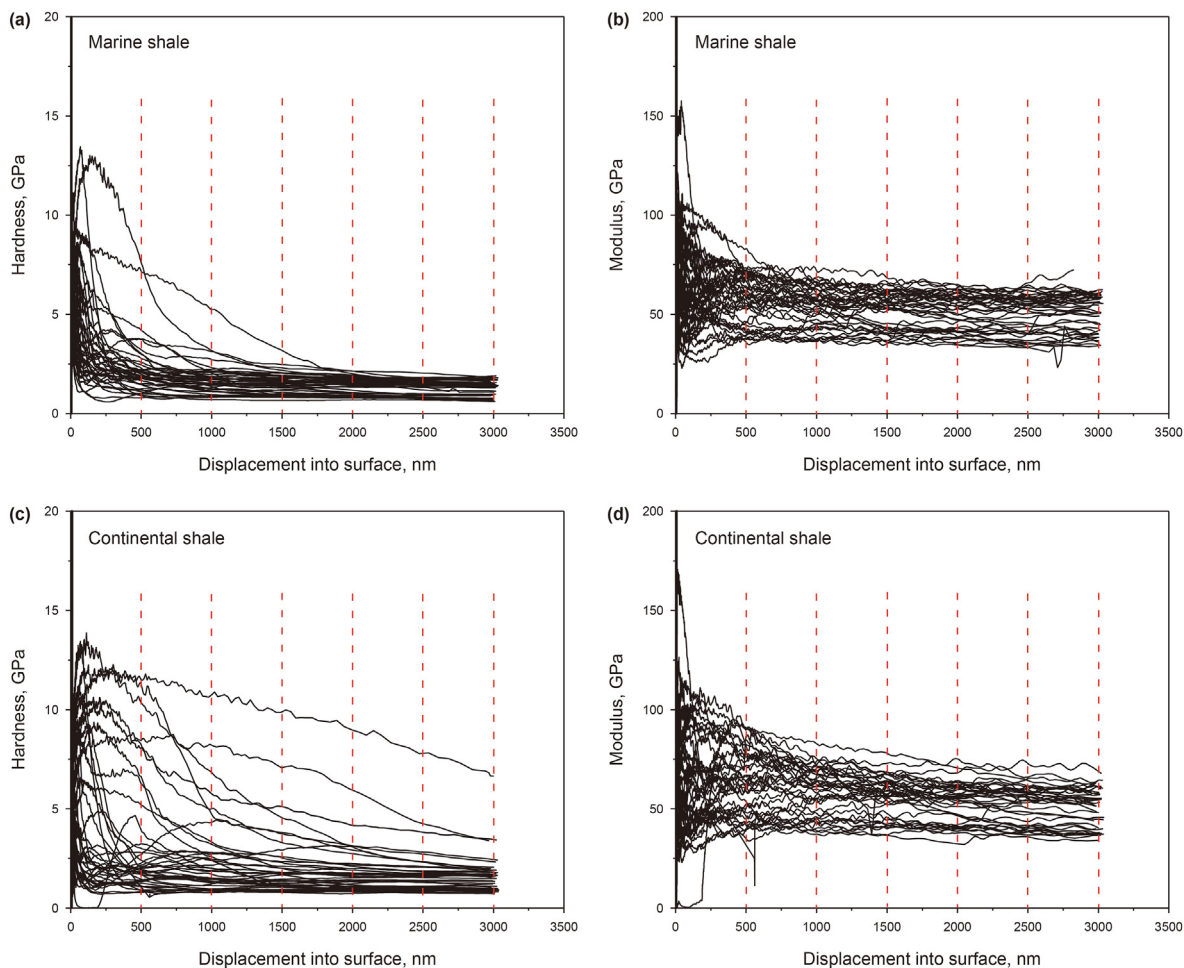 (a)
Marine shale
20
15
10
5
0
Hardness, GPa
0 500 1000 1500 2000 2500 3000 3500
Displacement into surface, nm
(b)
Marine shale
200
150
100
50
0
Modulus, GPa
0 500 1000 1500 2000 2500 3000 3500
Displacement into surface, nm
(c)
Continental shale
20
15
10
5
0
Hardness, GPa
0 500 1000 1500 2000 2500 3000 3500
Displacement into surface, nm
(d)
Continental shale
200
150
100
50
0
Modulus, GPa
0 500 1000 1500 2000 2500 3000 3500
Displacement into surface, nm